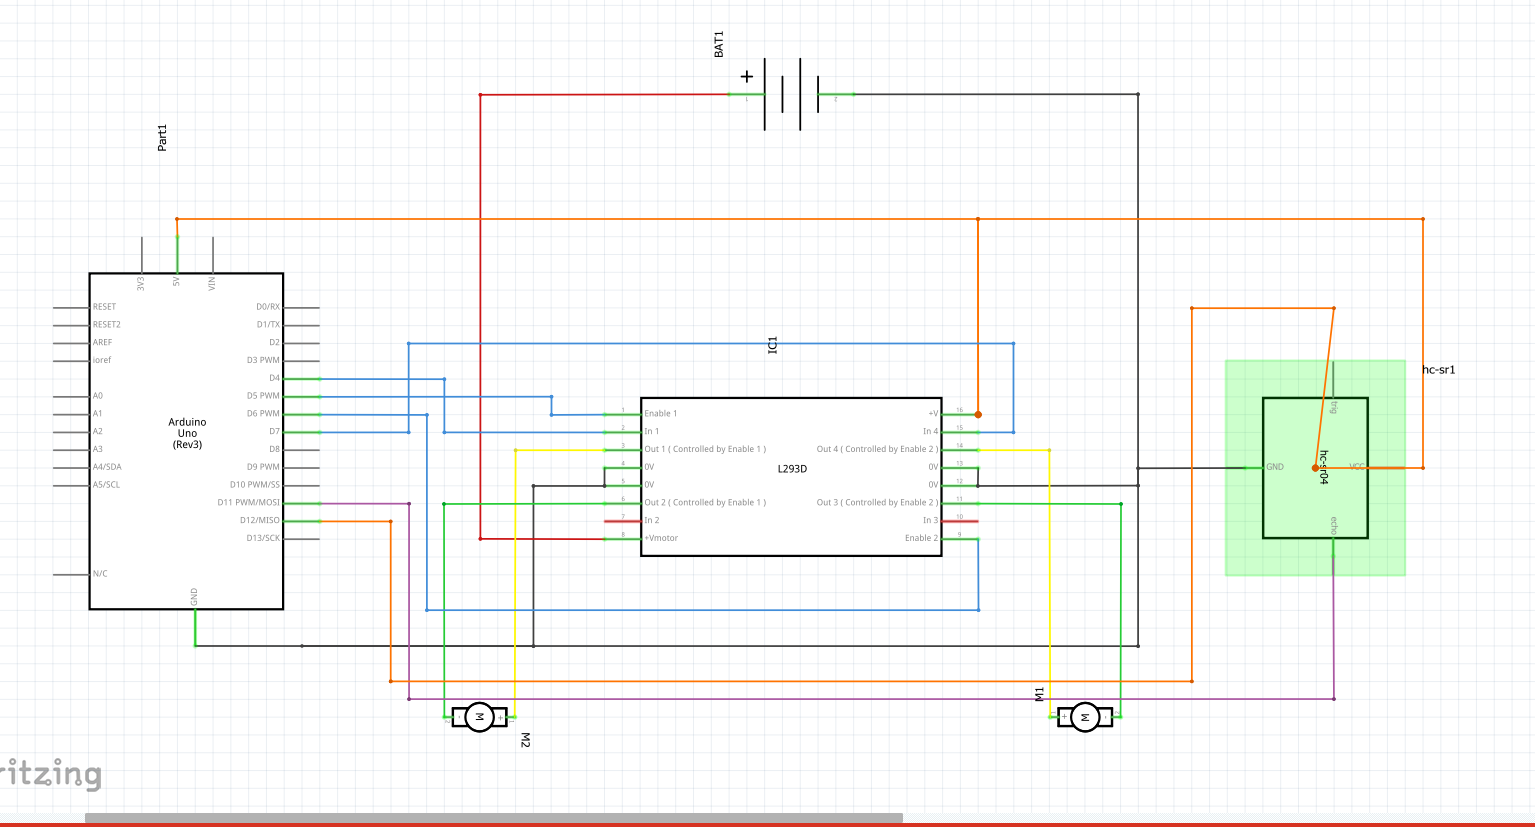 BAT1
+
1
2
Part1
3V3
5V
VIN
RESET
RESET2
AREF
ioref
A0
A1
A2
A3
A4/SDA
A5/SCL
N/C
Arduino
Uno
(Rev3)
D0/RX
D1/TX
D2
D3 PWM
D4
D5 PWM
D6 PWM
D7
D8
D9 PWM
D10 PWM/SS
D11 PWM/MOSI
D12/MISO
D13/SCK
GND
IC1
1
Enable 1
2
In 1
3
Out 1 ( Controlled by Enable 1 )
4
0V
5
0V
6
Out 2 ( Controlled by Enable 1 )
7
In 2
8
+Vmotor
L293D
+V
16
In 4
15
Out 4 ( Controlled by Enable 2 )
14
0V
13
0V
12
Out 3 ( Controlled by Enable 2 )
11
In 3
10
Enable 2
9
hc-sr1
trig
GND
hc-sr04
VCC
echo
M
+
M2
M1
+
M
ritzing